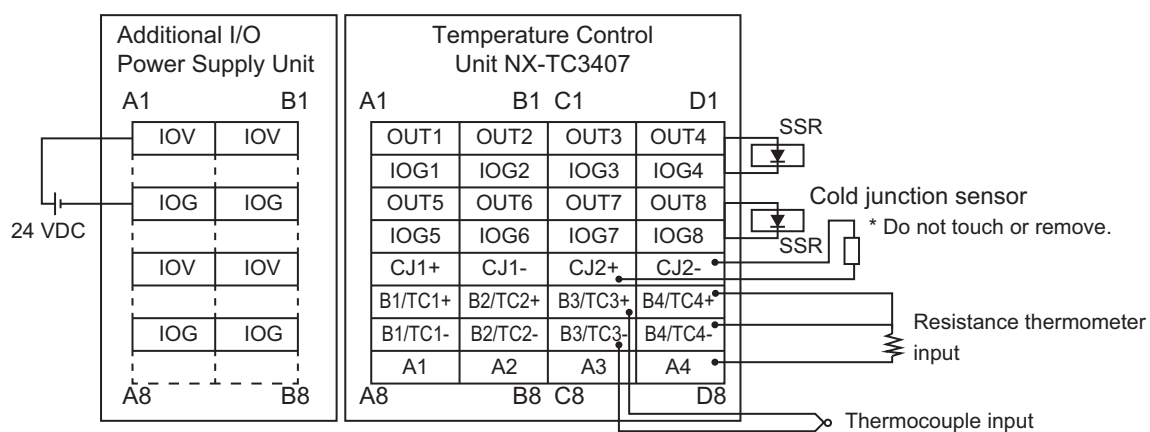 Additional I/O
Power Supply Unit
A1 B1
IOV IOV
IOG IOG
IOV IOV
IOG IOG
A8 B8
24 VDC
Temperature Control
Unit NX-TC3407
A1 B1 C1 D1
OUT1 OUT2 OUT3 OUT4
IOG1 IOG2 IOG3 IOG4
OUT5 OUT6 OUT7 OUT8
IOG5 IOG6 IOG7 IOG8
CJ1+ CJ1- CJ2+ CJ2-
B1/TC1+ B2/TC2+ B3/TC3+ B4/TC4+
B1/TC1- B2/TC2- B3/TC3- B4/TC4-
A1 A2 A3 A4
A8 B8 C8 D8
SSR
SSR
Cold junction sensor
* Do not touch or remove.
Resistance thermometer
input
Thermocouple input